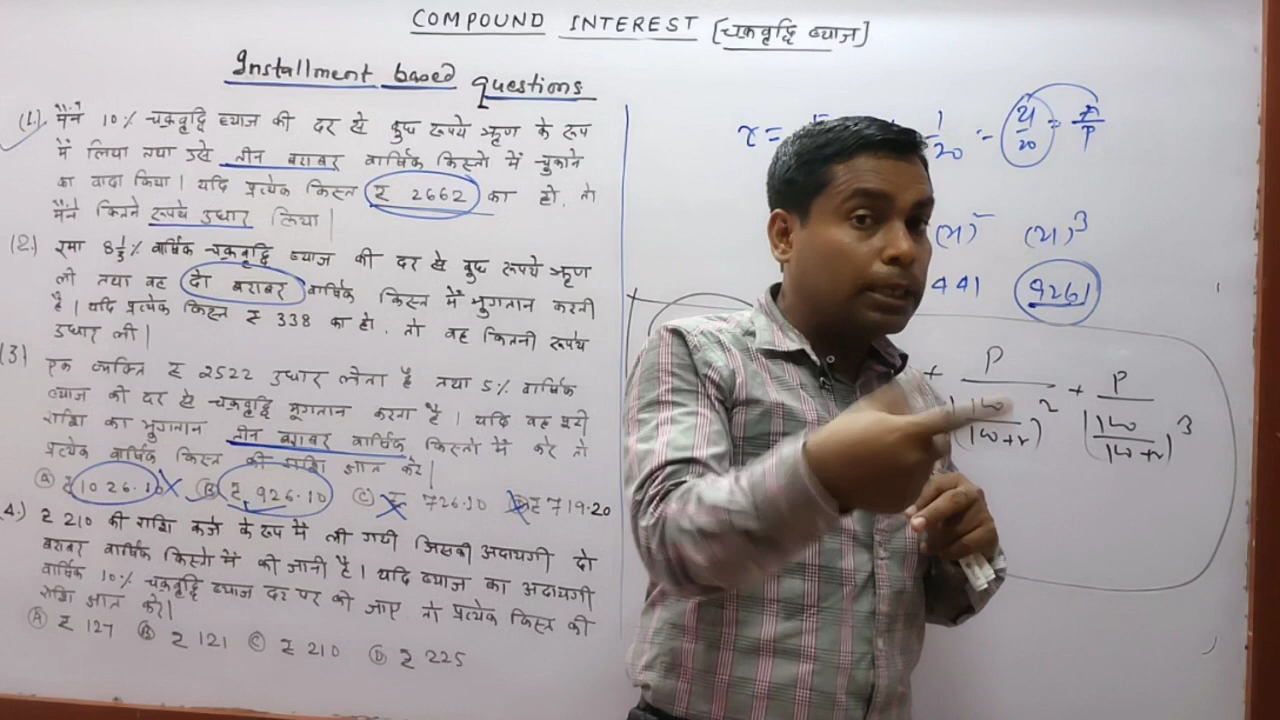 COMPOUND INTEREST [चक्रवृद्धि ब्याज]
Installment based questions
(1.) मैंने 10% चक्रवृद्धि ब्याज की दर से कुछ रूपये ऋण के रूप
में लिया तथा उसे तीन बराबर वार्षिक किस्तों में चुकाने
का वादा किया। यदि प्रत्येक किस्त ₹ 2662 का हो, तो
मैंने कितने रूपये उधार लिया।
(2.) रमा 8 1/3% वार्षिक चक्रवृद्धि ब्याज की दर से कुछ रूपये ऋण
ली तथा वह दो बराबर वार्षिक किस्त में भुगतान करती
है। यदि प्रत्येक किस्त ₹ 338 का हो, तो वह कितनी रूपये
उधार ली।
(3) एक व्यक्ति ₹ 2522 उधार लेता है तथा 5% वार्षिक
ब्याज की दर से चक्रवृद्धि भुगतान करता है। यदि वह पूरी
राशि का भुगतान तीन बराबर वार्षिक किस्तों में करे तो
प्रत्येक वार्षिक किस्त की राशि ज्ञात करें।
(A) ₹ 1026.10 (B) ₹ 926.10 (C) ₹ 726.10 (D) ₹ 719.20
(4.) ₹ 210 की राशि कर्ज के रूप में ली गयी जिसकी अदायगी दो
बराबर वार्षिक किस्तों में की जानी है। यदि ब्याज का अदायगी
वार्षिक 10% चक्रवृद्धि ब्याज दर पर की जाए तो प्रत्येक किस्त की
राशि ज्ञात करें।
(A) ₹ 127 (B) ₹ 121 (C) ₹ 210 (D) ₹ 225
r = 1/20 = 21/20 = A/P
(21)² (21)³
441 9261
+ P/(100/100+r)² + P/(100/100+r)³